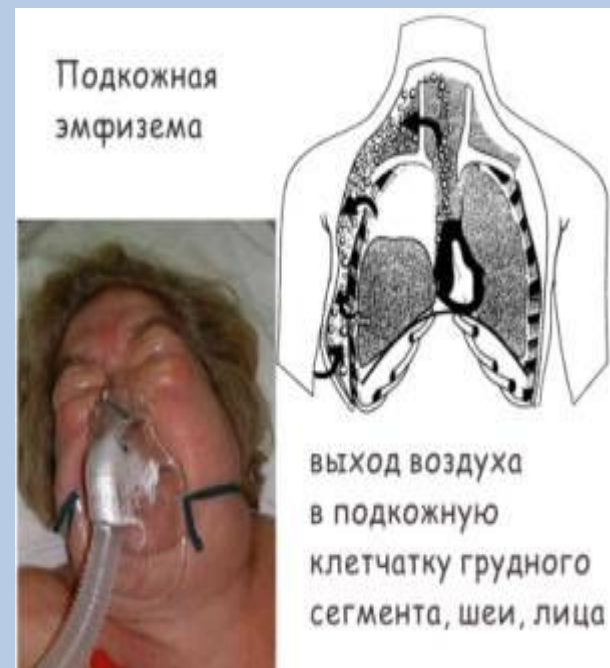 Подкожная
эмфизема
выход воздуха
в подкожную
клетчатку грудного
сегмента, шеи, лица